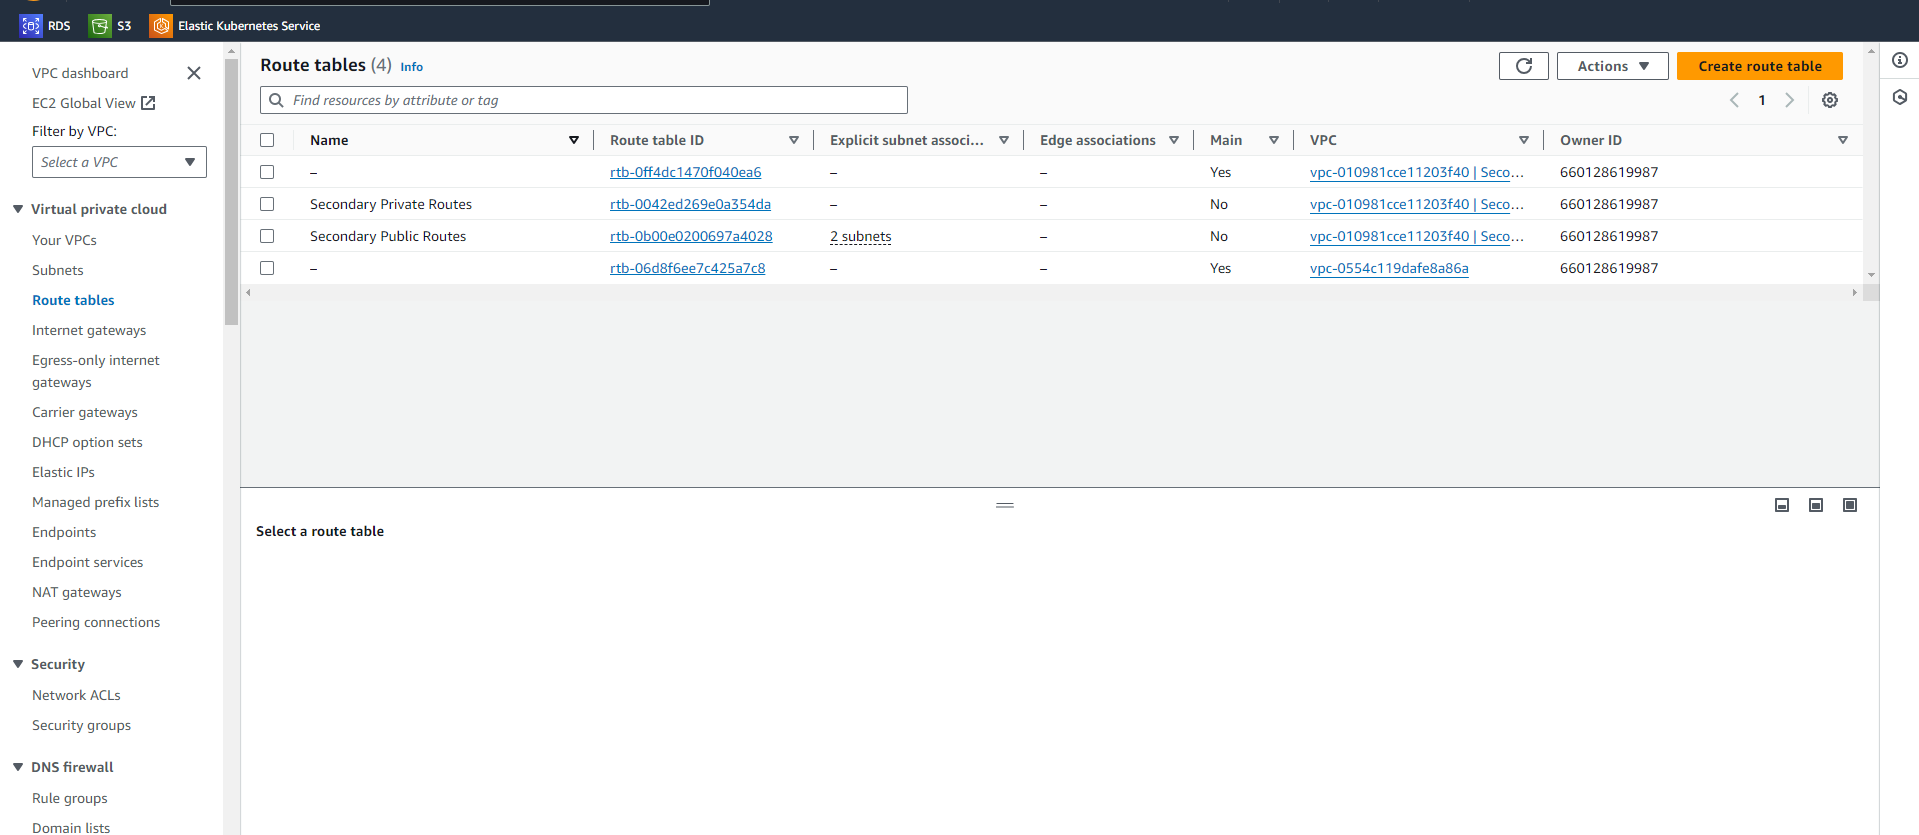 RDS S3 Elastic Kubernetes Service
VPC dashboard
EC2 Global View
Filter by VPC:
Select a VPC
Virtual private cloud
Your VPCs
Subnets
Route tables
Internet gateways
Egress-only internet
gateways
Carrier gateways
DHCP option sets
Elastic IPs
Managed prefix lists
Endpoints
Endpoint services
NAT gateways
Peering connections
Security
Network ACLs
Security groups
DNS firewall
Rule groups
Domain lists
Route tables (4) Info
Actions
Create route table
Find resources by attribute or tag
1
Name Route table ID Explicit subnet associ... Edge associations Main VPC Owner ID
– rtb-0ff4dc1470f040ea6 – – Yes vpc-010981cce11203f40 | Seco... 660128619987
Secondary Private Routes rtb-0042ed269e0a354da – – No vpc-010981cce11203f40 | Seco... 660128619987
Secondary Public Routes rtb-0b00e0200697a4028 2 subnets – No vpc-010981cce11203f40 | Seco... 660128619987
– rtb-06d8f6ee7c425a7c8 – – Yes vpc-0554c119dafe8a86a 660128619987
Select a route table